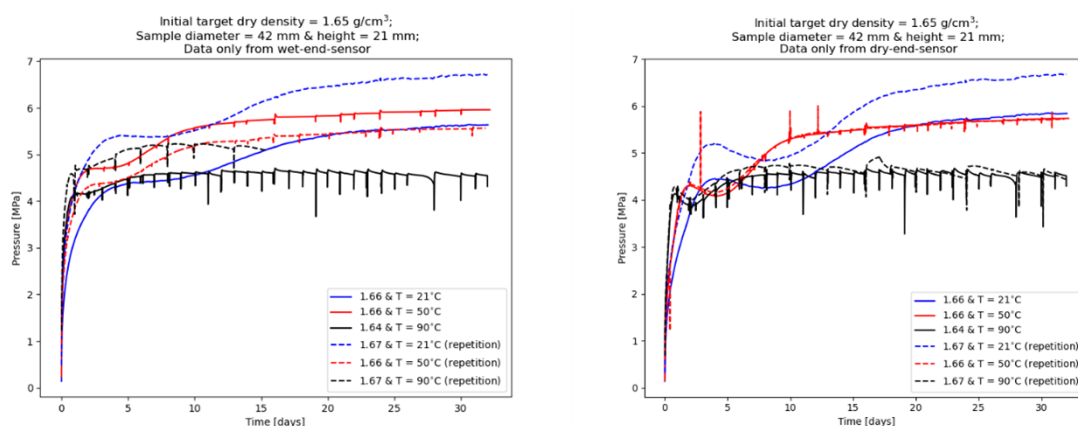 Initial target dry density = 1.65 g/cm³;
Sample diameter = 42 mm & height = 21 mm;
Data only from wet-end-sensor
7
6
5
4
3
2
1
0
Pressure [MPa]
1.66 & T = 21°C
1.66 & T = 50°C
1.64 & T = 90°C
1.67 & T = 21°C (repetition)
1.66 & T = 50°C (repetition)
1.67 & T = 90°C (repetition)
0 5 10 15 20 25 30
Time [days]
Initial target dry density = 1.65 g/cm³;
Sample diameter = 42 mm & height = 21 mm;
Data only from dry-end-sensor
7
6
5
4
3
2
1
0
Pressure [MPa]
1.66 & T = 21°C
1.66 & T = 50°C
1.64 & T = 90°C
1.67 & T = 21°C (repetition)
1.66 & T = 50°C (repetition)
1.67 & T = 90°C (repetition)
0 5 10 15 20 25 30
Time [days]